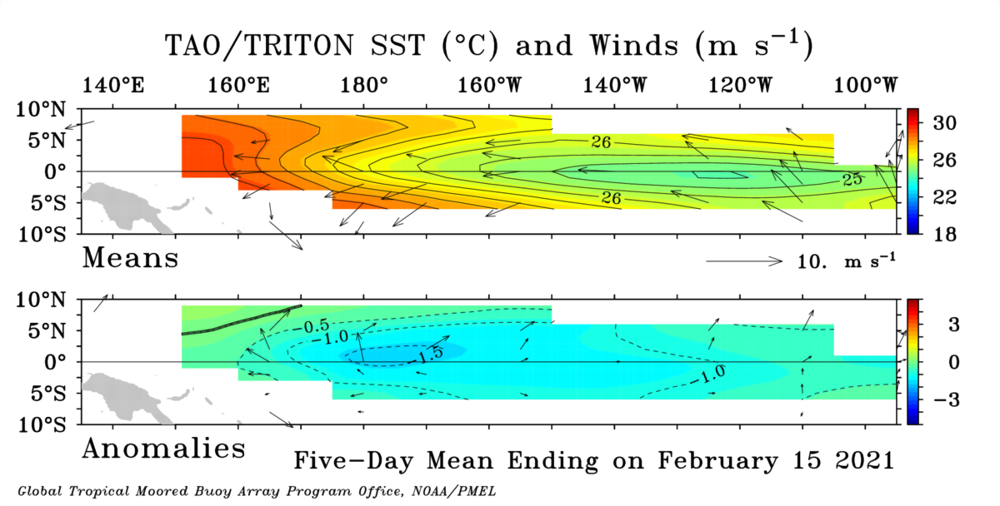 TAO/TRITON SST (°C) and Winds (m s⁻¹)
140°E 160°E 180° 160°W 140°W 120°W 100°W
10°N
5°N
0°
5°S
10°S
26
26
25
30
26
22
18
Means
10. m s⁻¹
10°N
5°N
0°
5°S
10°S
−0.5
−1.0
−1.5
−1.0
3
0
−3
Anomalies
Five−Day Mean Ending on February 15 2021
Global Tropical Moored Buoy Array Program Office, NOAA/PMEL